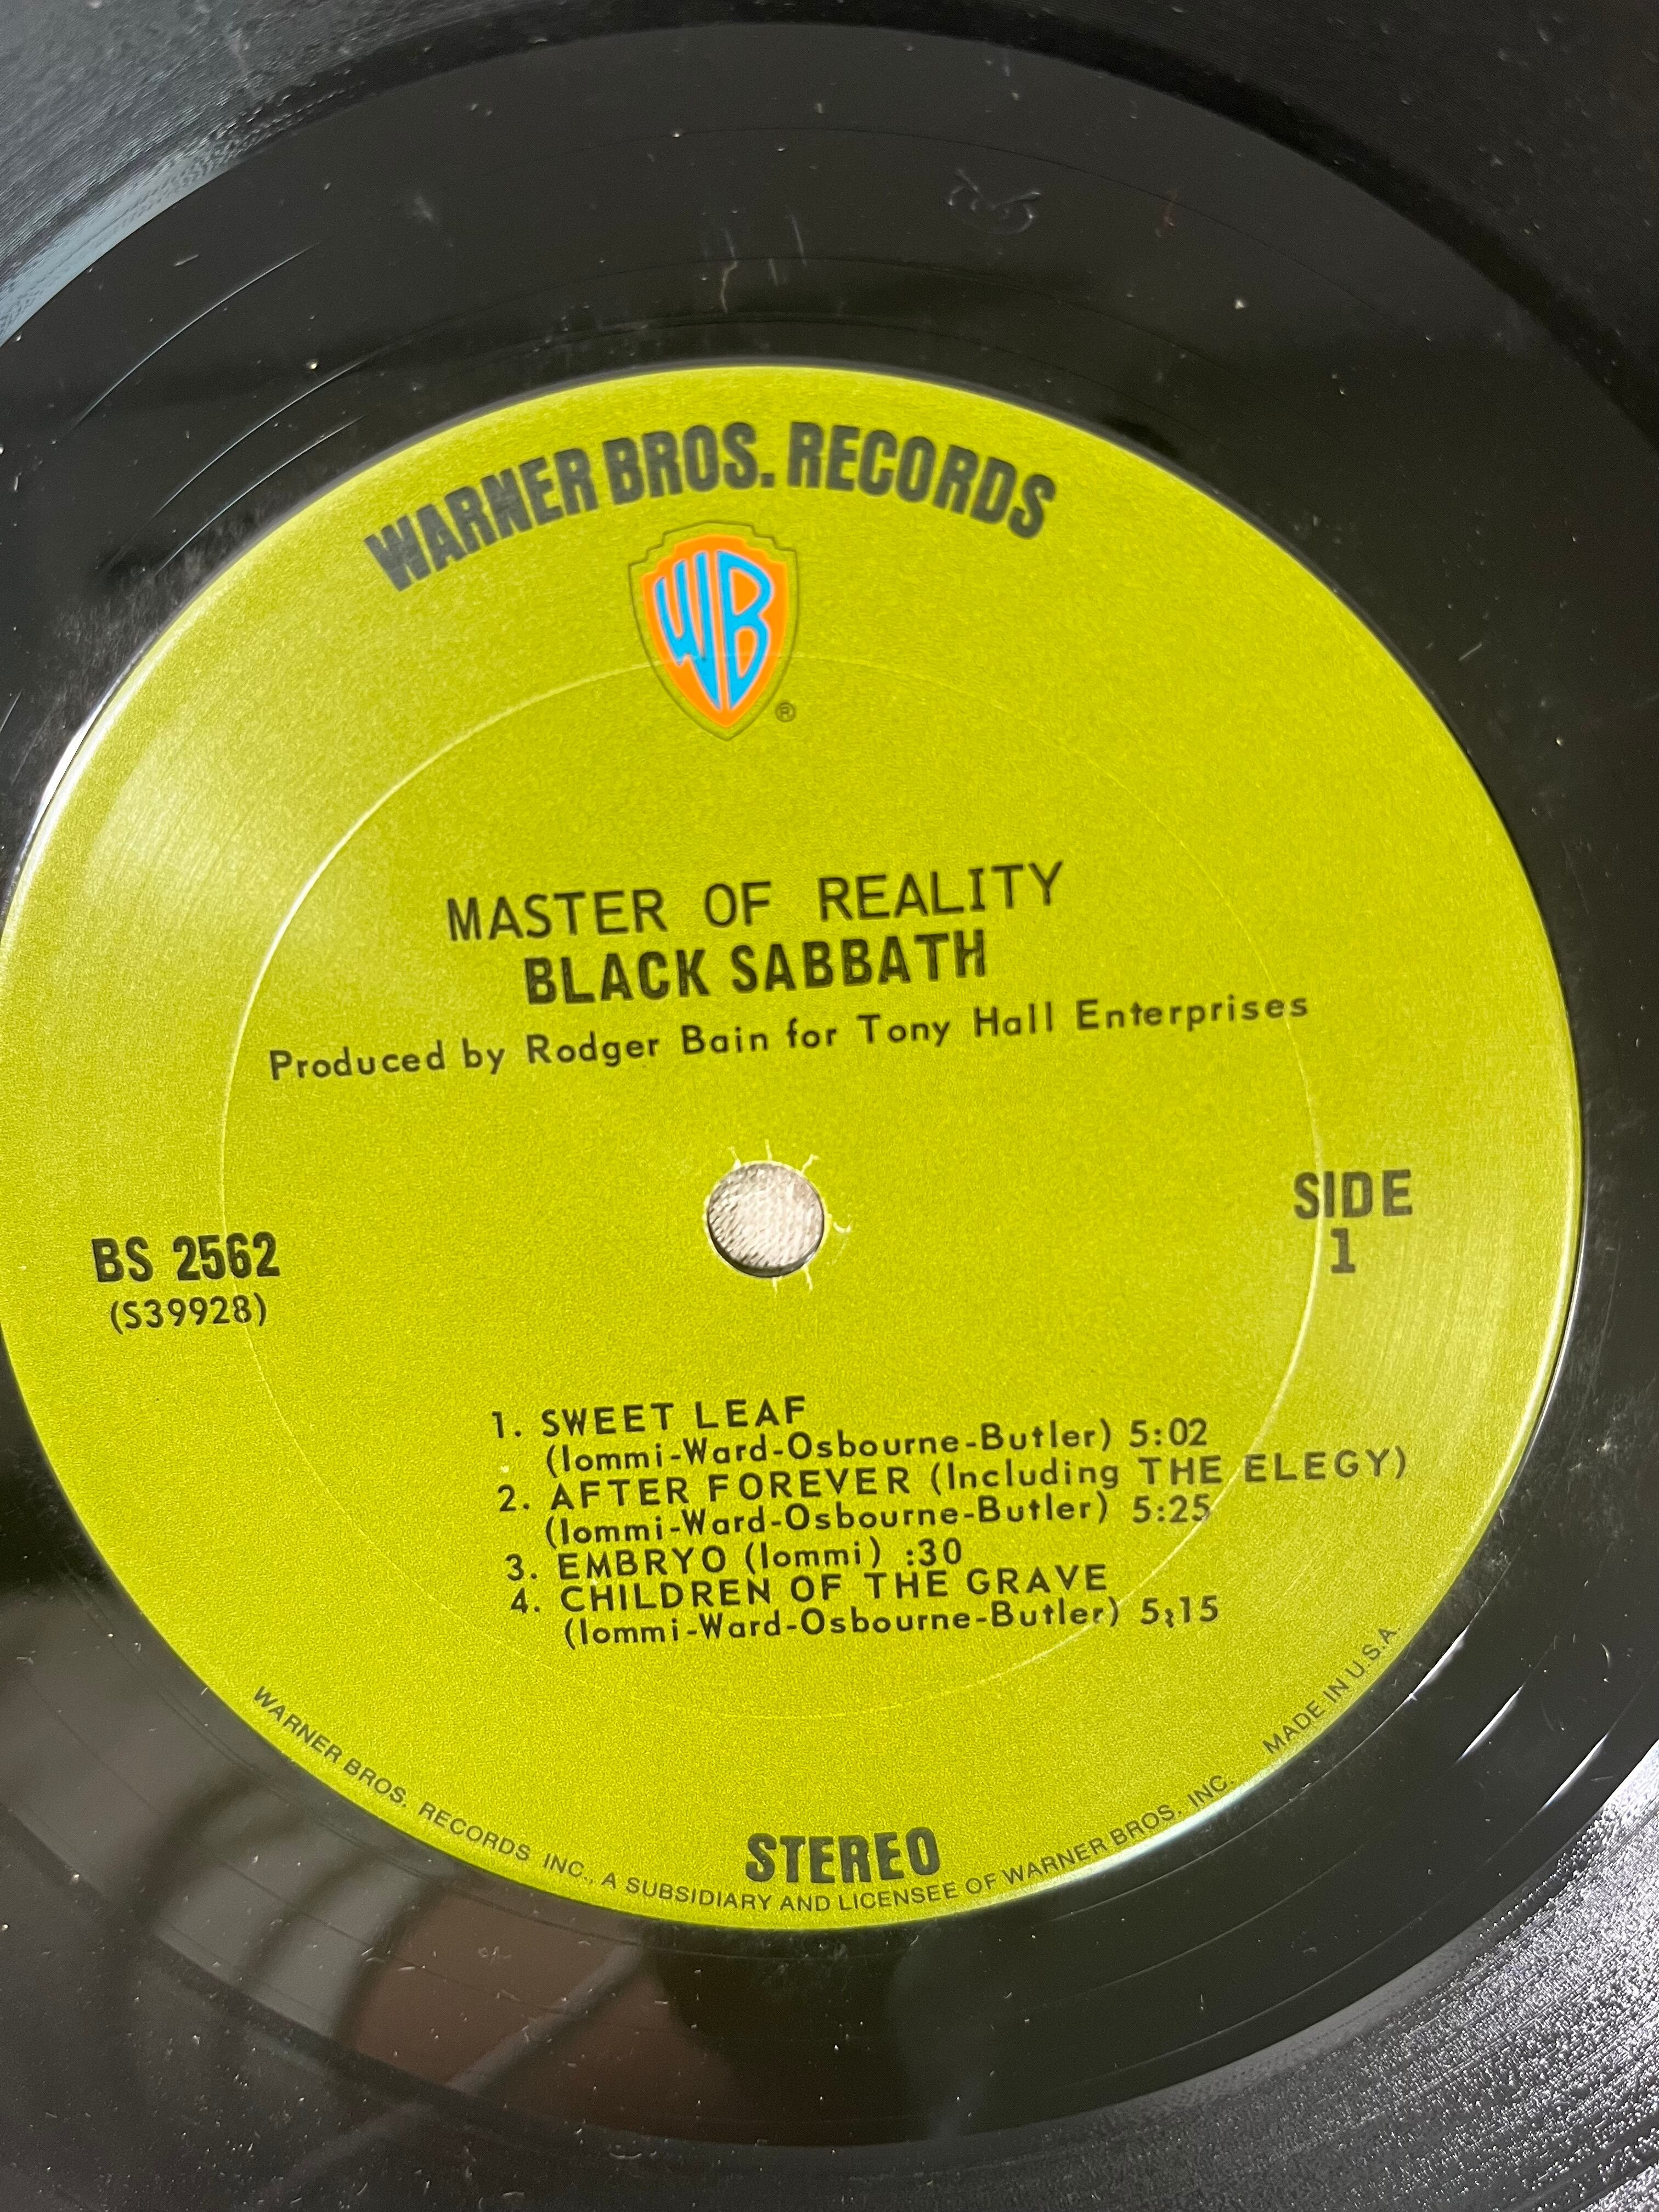 WARNER BROS. RECORDS
WB
®
MASTER OF REALITY
BLACK SABBATH
Produced by Rodger Bain for Tony Hall Enterprises
SIDE
1
BS 2562
(S39928)
1. SWEET LEAF
(Iommi-Ward-Osbourne-Butler) 5:02
2. AFTER FOREVER (Including THE ELEGY)
(Iommi-Ward-Osbourne-Butler) 5:25
3. EMBRYO (Iommi) :30
4. CHILDREN OF THE GRAVE
(Iommi-Ward-Osbourne-Butler) 5;15
STEREO
WARNER BROS. RECORDS INC., A SUBSIDIARY AND LICENSEE OF WARNER BROS. INC. MADE IN U.S.A.